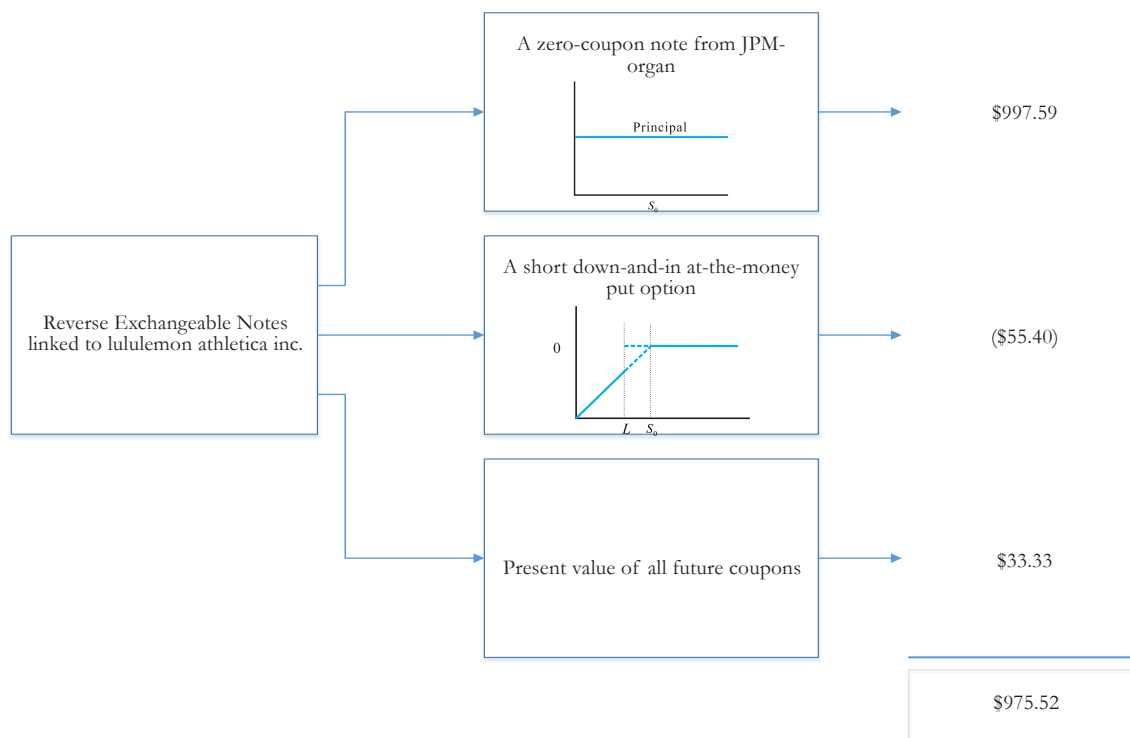 A zero-coupon note from JPM-
organ
Principal
S₀
$997.59
Reverse Exchangeable Notes
linked to lululemon athletica inc.
A short down-and-in at-the-money
put option
0
L S₀
($55.40)
Present value of all future coupons
$33.33
$975.52